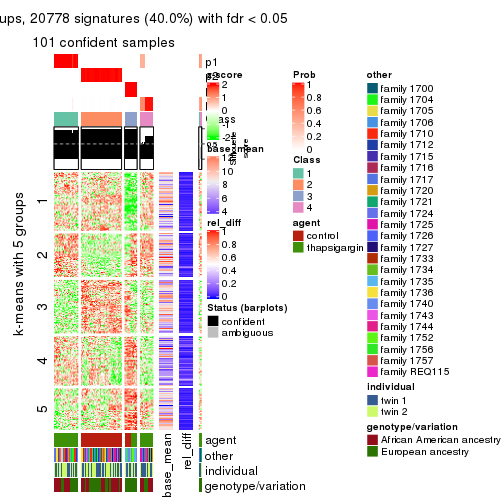 ups, 20778 signatures (40.0%) with fdr < 0.05
101 confident samples
p1
p2
z-score
2
1
0
-1
-2
Class
Silhouette
score
base_mean
12
10
8
6
4
rel_diff
1
0.8
0.6
0.4
0.2
0
Status (barplots)
confident
ambiguous
Prob
1
0.8
0.6
0.4
0.2
0
Class
1
2
3
4
agent
control
thapsigargin
other
family 1700
family 1704
family 1705
family 1706
family 1710
family 1712
family 1715
family 1716
family 1717
family 1720
family 1721
family 1724
family 1725
family 1726
family 1727
family 1733
family 1734
family 1735
family 1736
family 1740
family 1743
family 1744
family 1752
family 1756
family 1757
family REQ115
individual
twin 1
twin 2
genotype/variation
African American ancestry
European ancestry
k-means with 5 groups
1
2
3
4
5
agent
other
individual
genotype/variation
base_mean
rel_diff